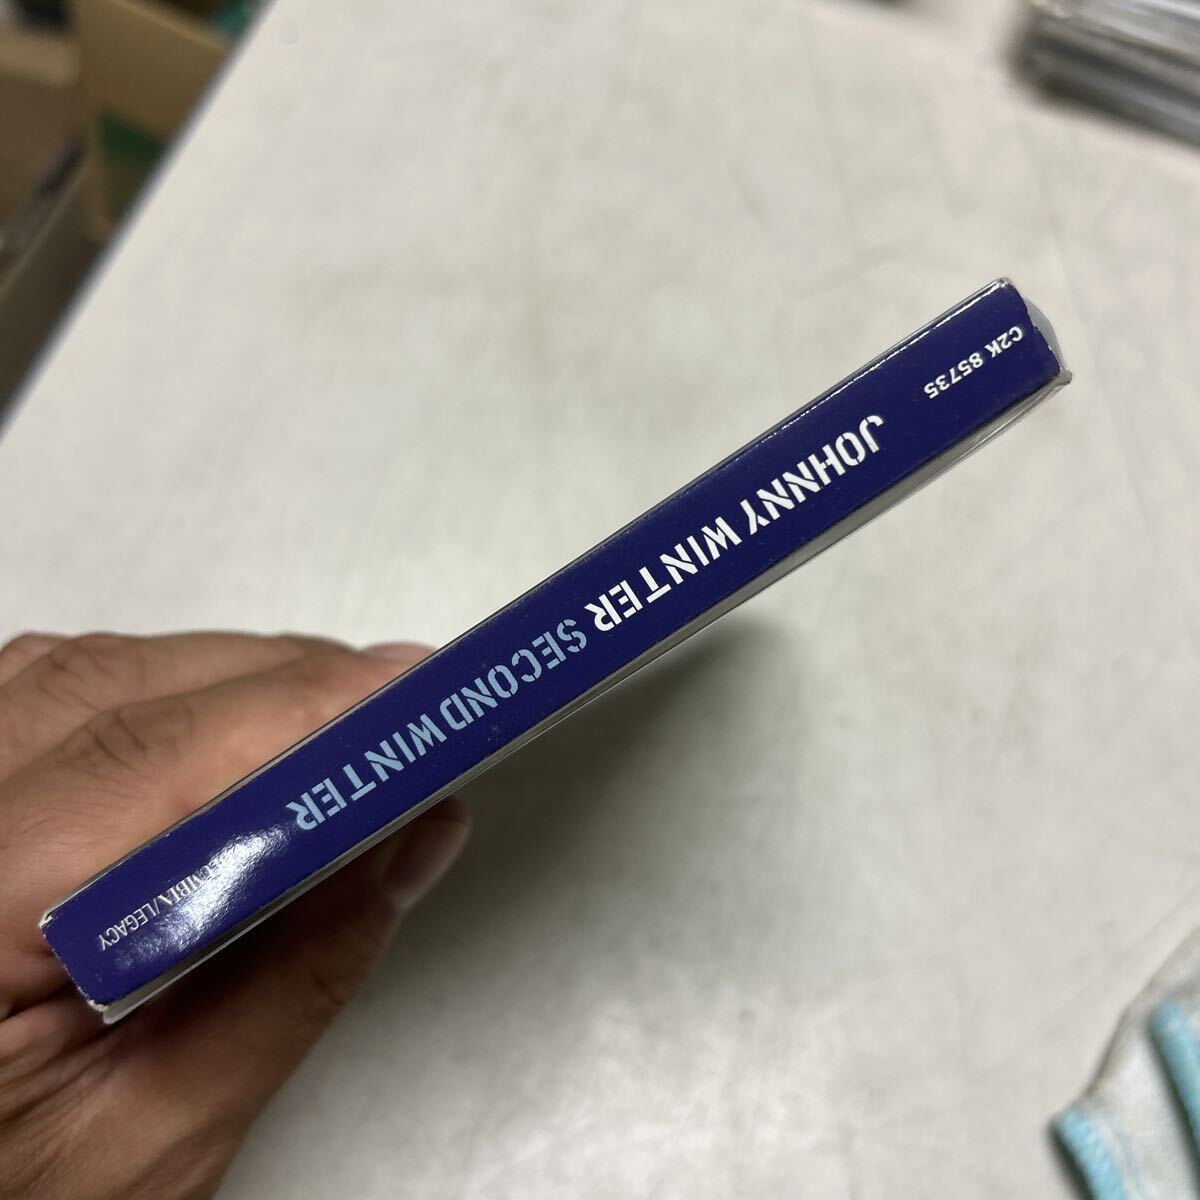 C2K 85735
JOHNNY WINTER SECOND WINTER
/LEGACY